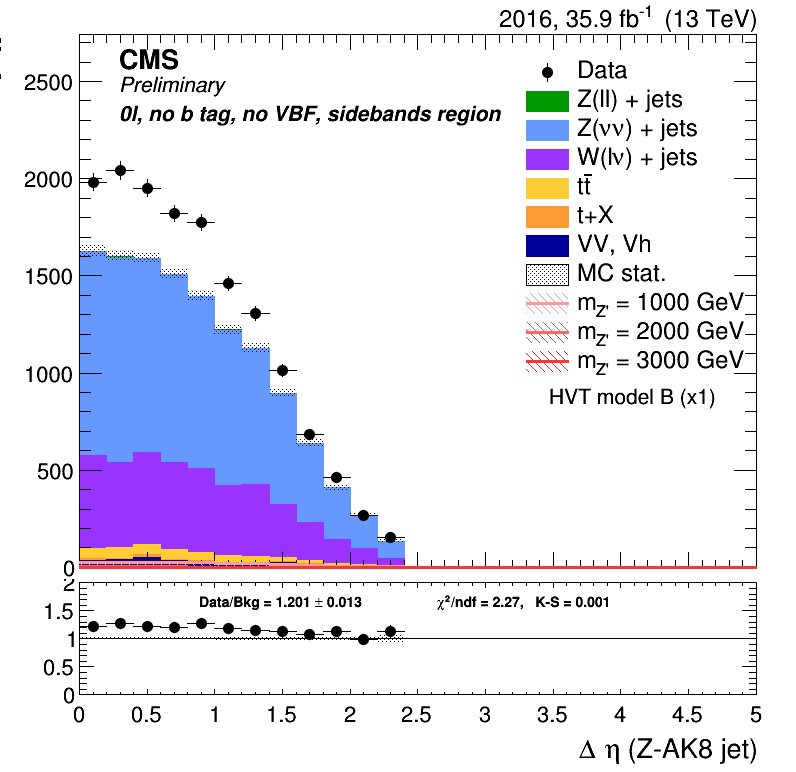 2016, 35.9 fb⁻¹ (13 TeV)
CMS
Preliminary
0l, no b tag, no VBF, sidebands region
Data
Z(ll) + jets
Z(νν) + jets
W(lν) + jets
tt̄
t+X
VV, Vh
MC stat.
m_Z' = 1000 GeV
m_Z' = 2000 GeV
m_Z' = 3000 GeV
HVT model B (x1)
2500
2000
1500
1000
500
0
Data/Bkg = 1.201 ± 0.013 χ²/ndf = 2.27, K-S = 0.001
2
1.5
1
0.5
0
0 0.5 1 1.5 2 2.5 3 3.5 4 4.5 5
Δ η (Z-AK8 jet)